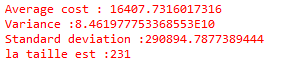 Average cost : 16407.7316017316
Variance :8.461977753368553E10
Standard deviation :290894.7877389444
la taille est :231